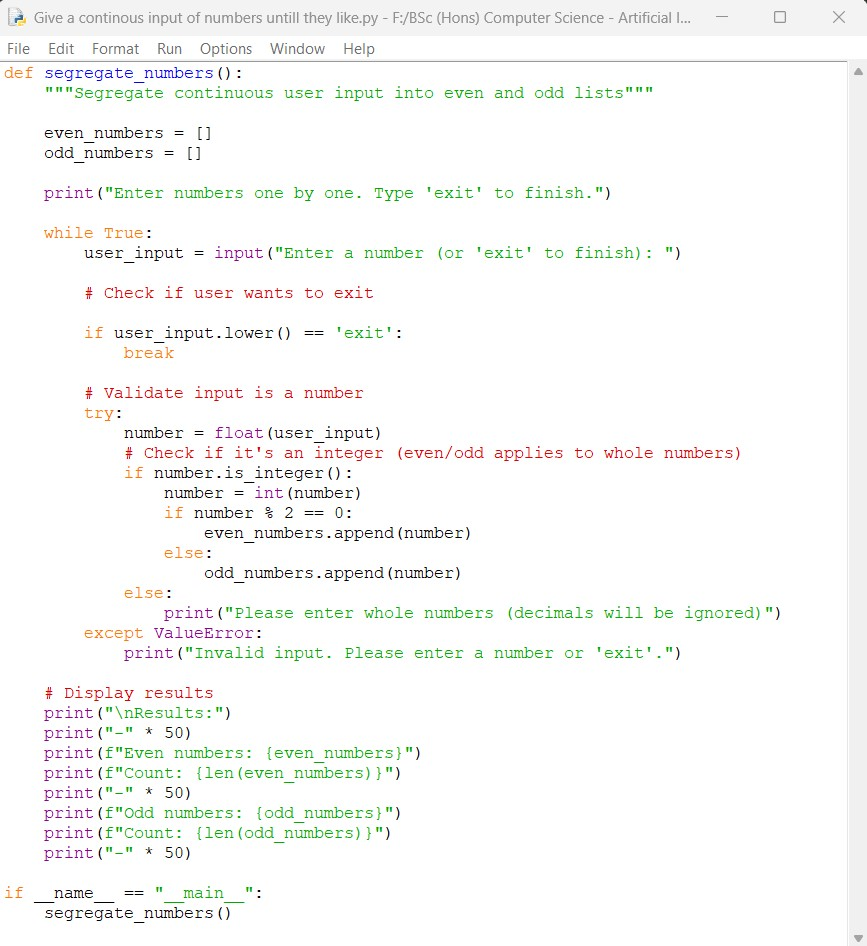 Give a continous input of numbers untill they like.py - F:/BSc (Hons) Computer Science - Artificial I...
File Edit Format Run Options Window Help
def segregate_numbers():
    """Segregate continuous user input into even and odd lists"""

    even_numbers = []
    odd_numbers = []

    print("Enter numbers one by one. Type 'exit' to finish.")

    while True:
        user_input = input("Enter a number (or 'exit' to finish): ")

        # Check if user wants to exit

        if user_input.lower() == 'exit':
            break

        # Validate input is a number
        try:
            number = float(user_input)
            # Check if it's an integer (even/odd applies to whole numbers)
            if number.is_integer():
                number = int(number)
                if number % 2 == 0:
                    even_numbers.append(number)
                else:
                    odd_numbers.append(number)
            else:
                print("Please enter whole numbers (decimals will be ignored)")
        except ValueError:
            print("Invalid input. Please enter a number or 'exit'.")

    # Display results
    print("\nResults:")
    print("-" * 50)
    print(f"Even numbers: {even_numbers}")
    print(f"Count: {len(even_numbers)}")
    print("-" * 50)
    print(f"Odd numbers: {odd_numbers}")
    print(f"Count: {len(odd_numbers)}")
    print("-" * 50)

if __name__ == "__main__":
    segregate_numbers()